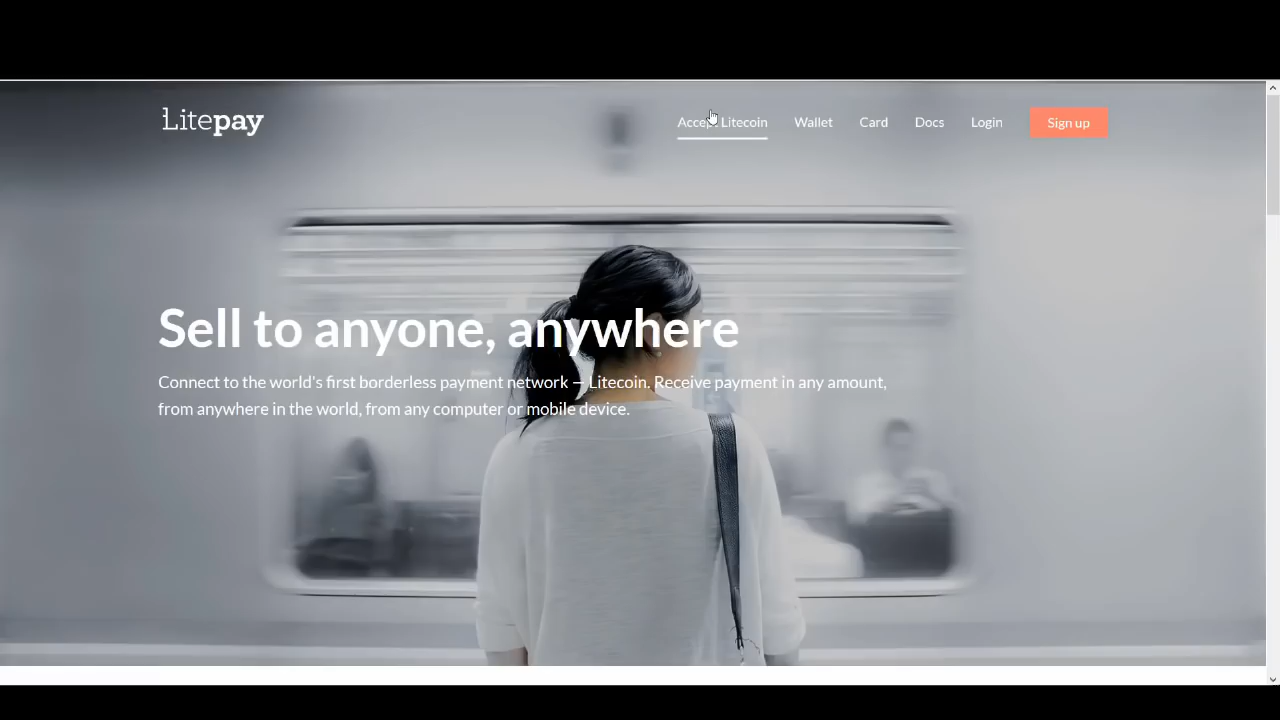 Litepay
Accept Litecoin
Wallet
Card
Docs
Login
Sign up
Sell to anyone, anywhere
Connect to the world's first borderless payment network — Litecoin. Receive payment in any amount,
from anywhere in the world, from any computer or mobile device.